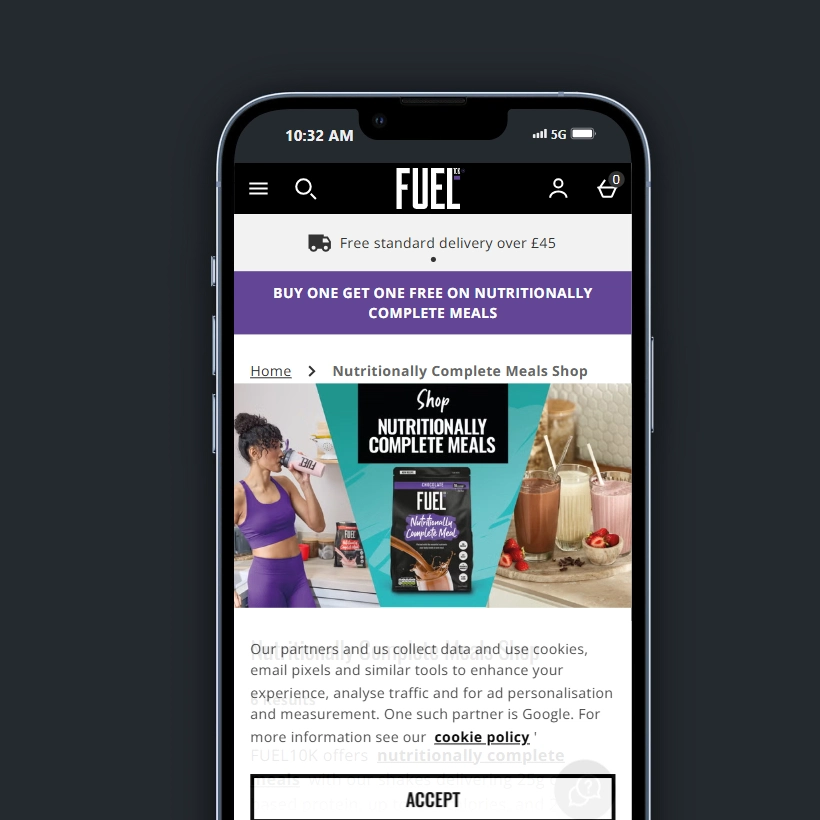 10:32 AM
5G
FUEL
10K
0
Free standard delivery over £45
BUY ONE GET ONE FREE ON NUTRITIONALLY
COMPLETE MEALS
Home
Nutritionally Complete Meals Shop
Shop
NUTRITIONALLY
COMPLETE MEALS
FUEL
FUEL
CHOCOLATE
FUEL
Nutritionally
Complete Meal
Nutritionally Complete Meals Shop
Our partners and us collect data and use cookies,
email pixels and similar tools to enhance your
experience, analyse traffic and for ad personalisation
6 Results
and measurement. One such partner is Google. For
more information see our cookie policy '
FUEL10K offers nutritionally complete
meals
ACCEPT